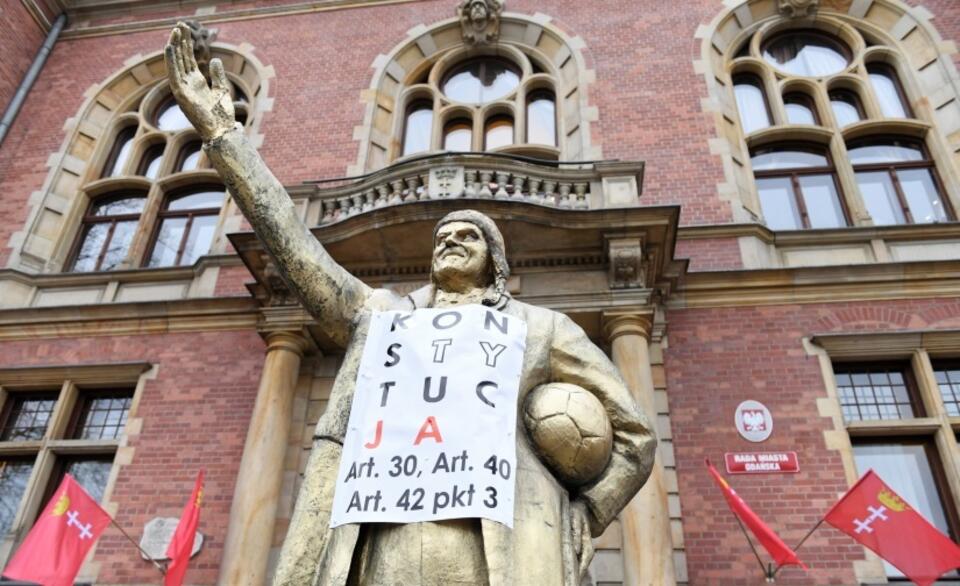 KON
STY
TUC
JA
Art. 30, Art. 40
Art. 42 pkt 3
RADA MIASTA
GDAŃSKA